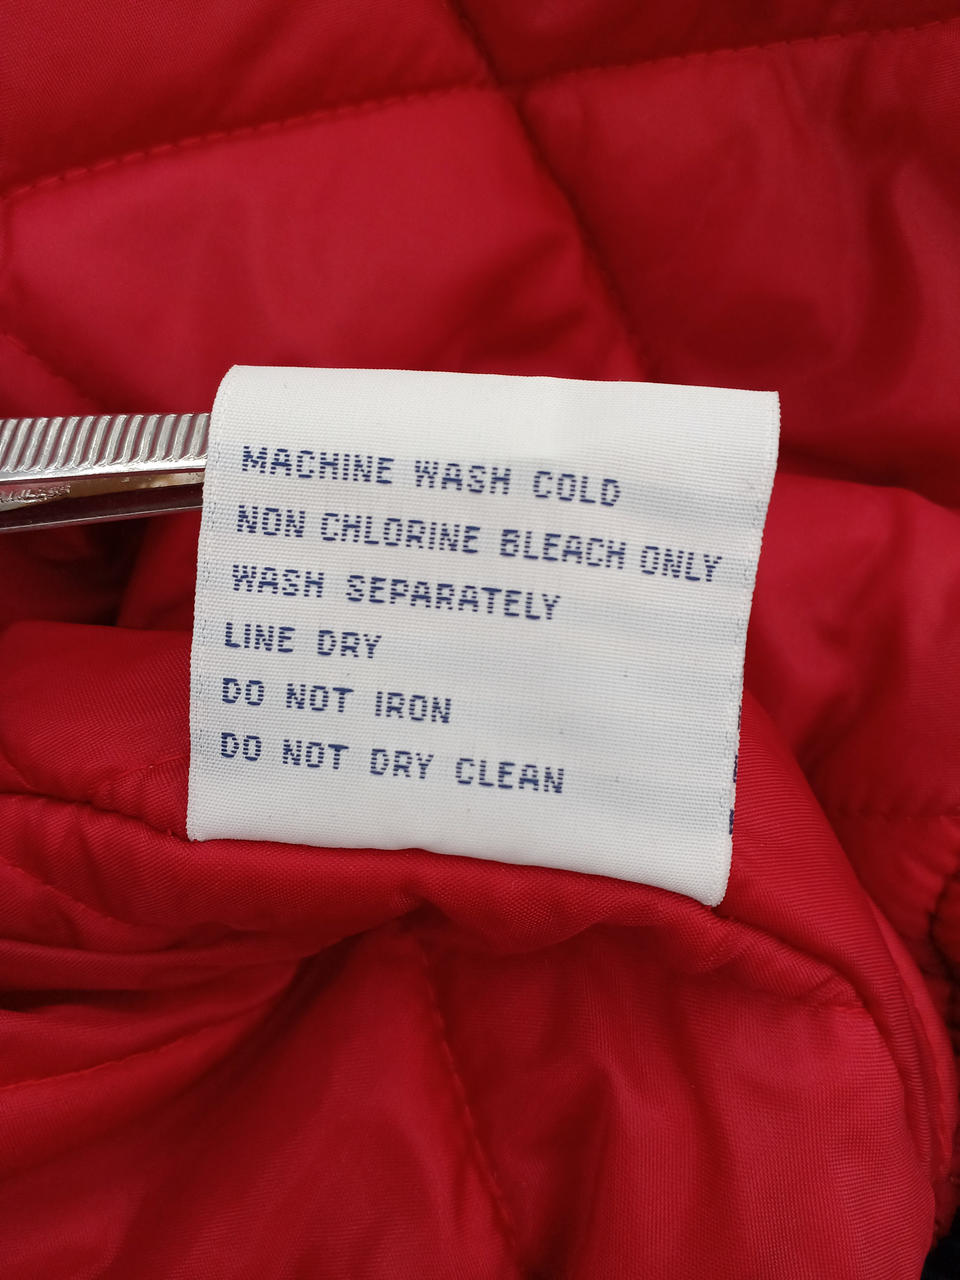 MACHINE WASH COLD
NON CHLORINE BLEACH ONLY
WASH SEPARATELY
LINE DRY
DO NOT IRON
DO NOT DRY CLEAN